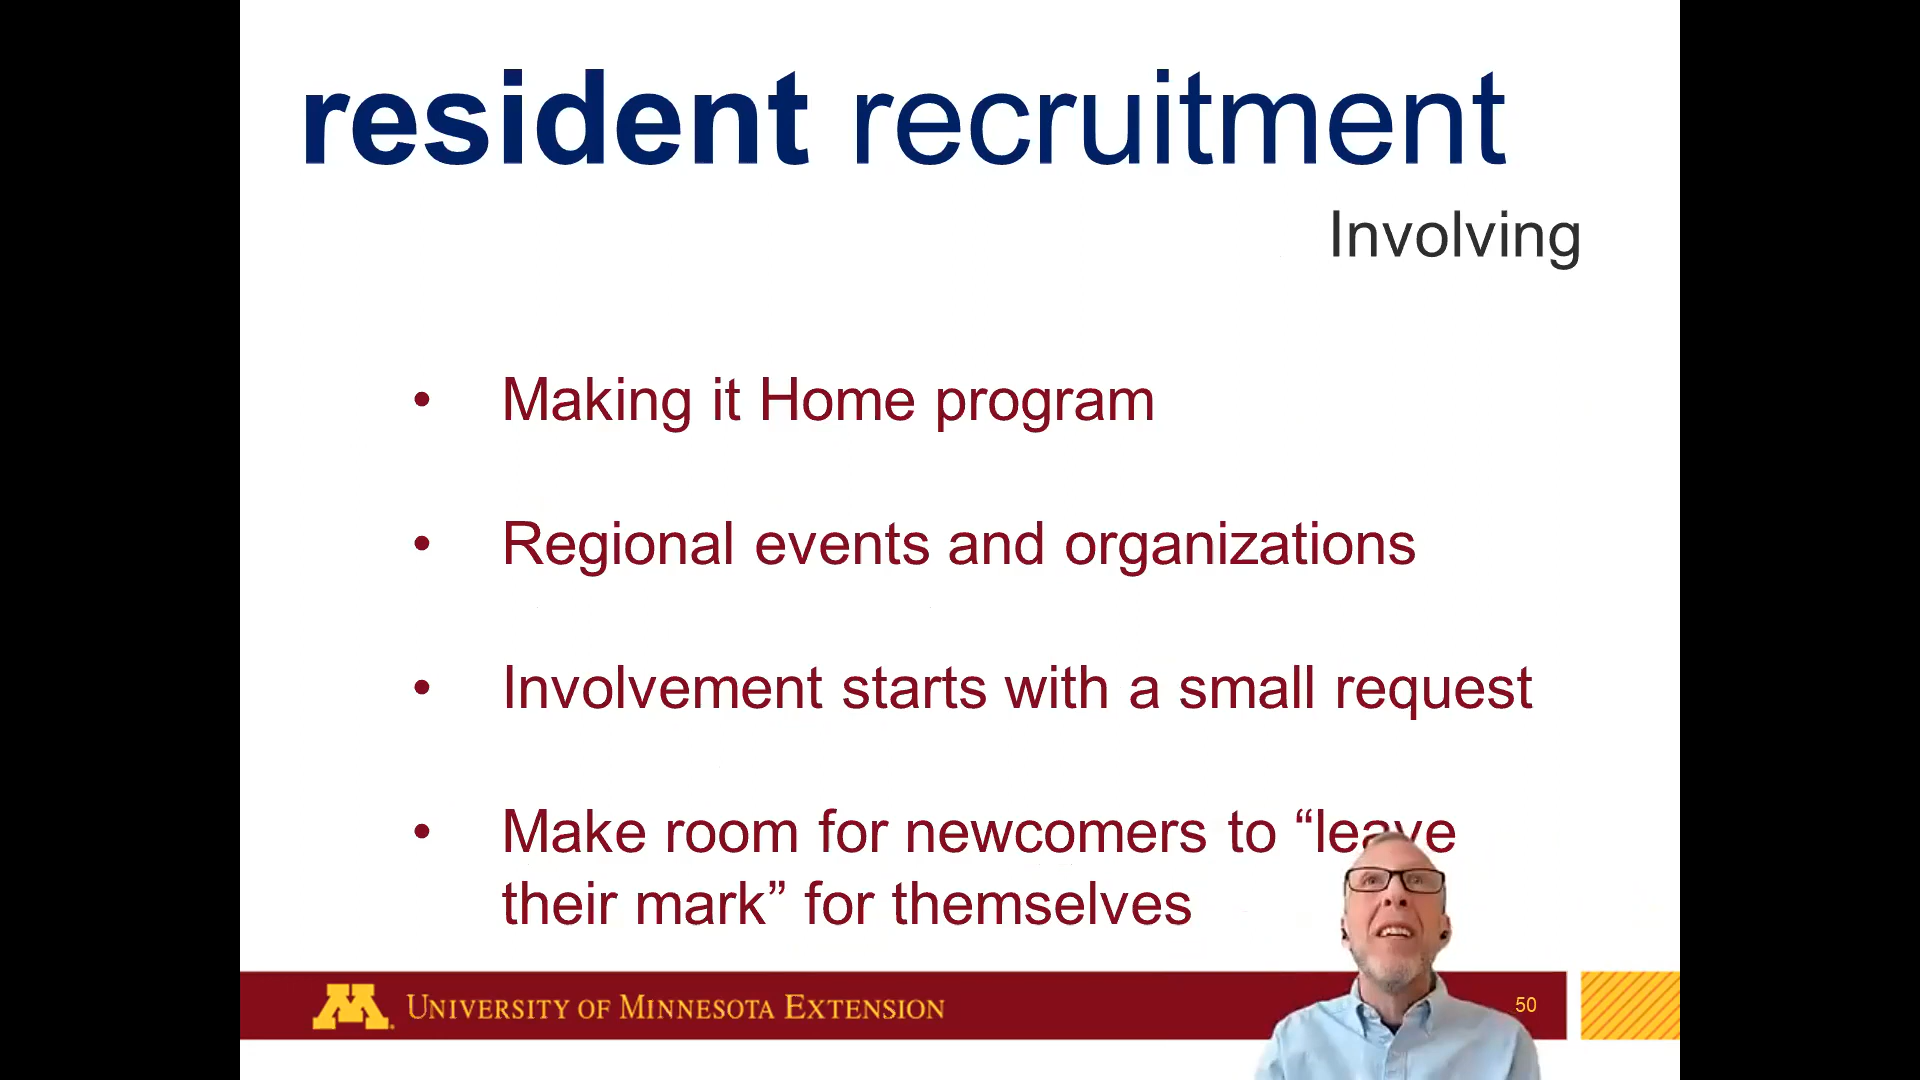 resident recruitment
Involving
• Making it Home program
• Regional events and organizations
• Involvement starts with a small request
• Make room for newcomers to “leave
their mark” for themselves
M
UNIVERSITY OF MINNESOTA EXTENSION
50